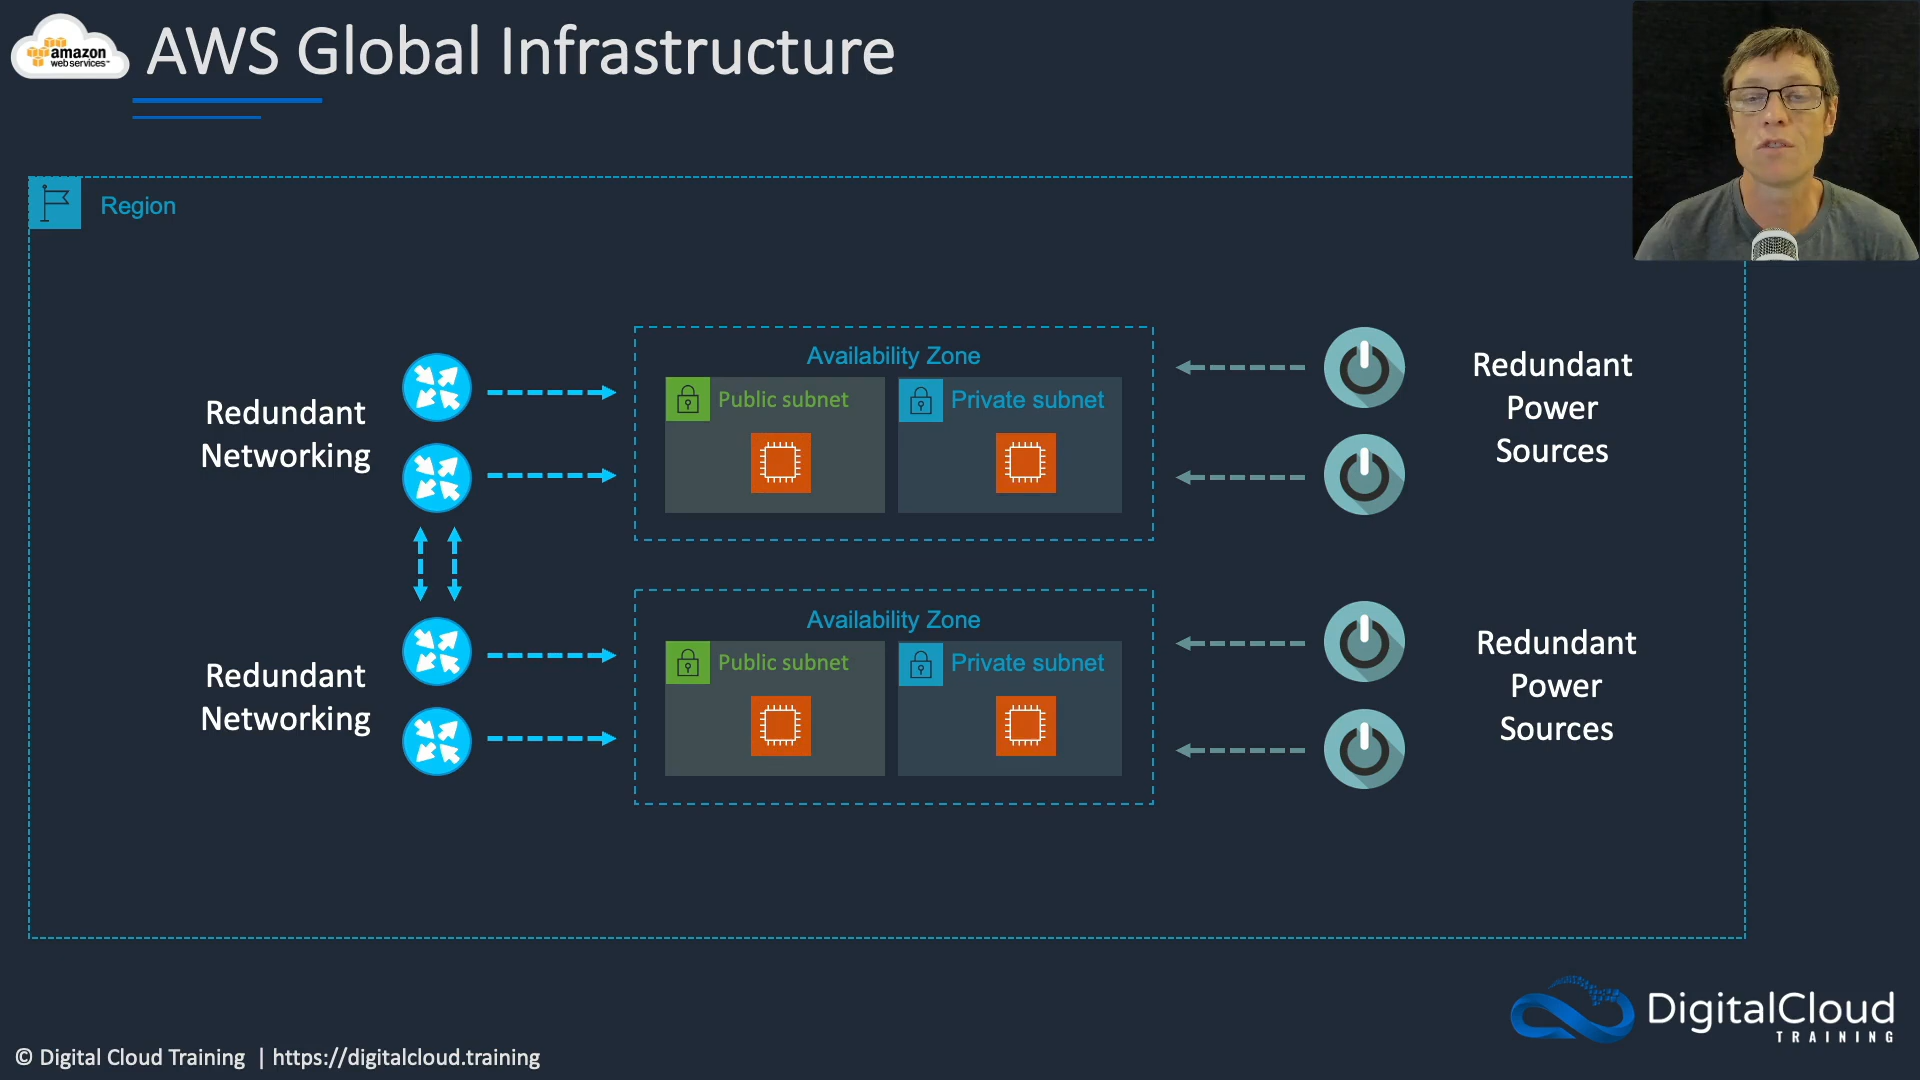 amazon
web services™
AWS Global Infrastructure
Region
Redundant
Networking
Availability Zone
Public subnet
Private subnet
Redundant
Power
Sources
Redundant
Networking
Availability Zone
Public subnet
Private subnet
Redundant
Power
Sources
DigitalCloud
TRAINING
© Digital Cloud Training | https://digitalcloud.training